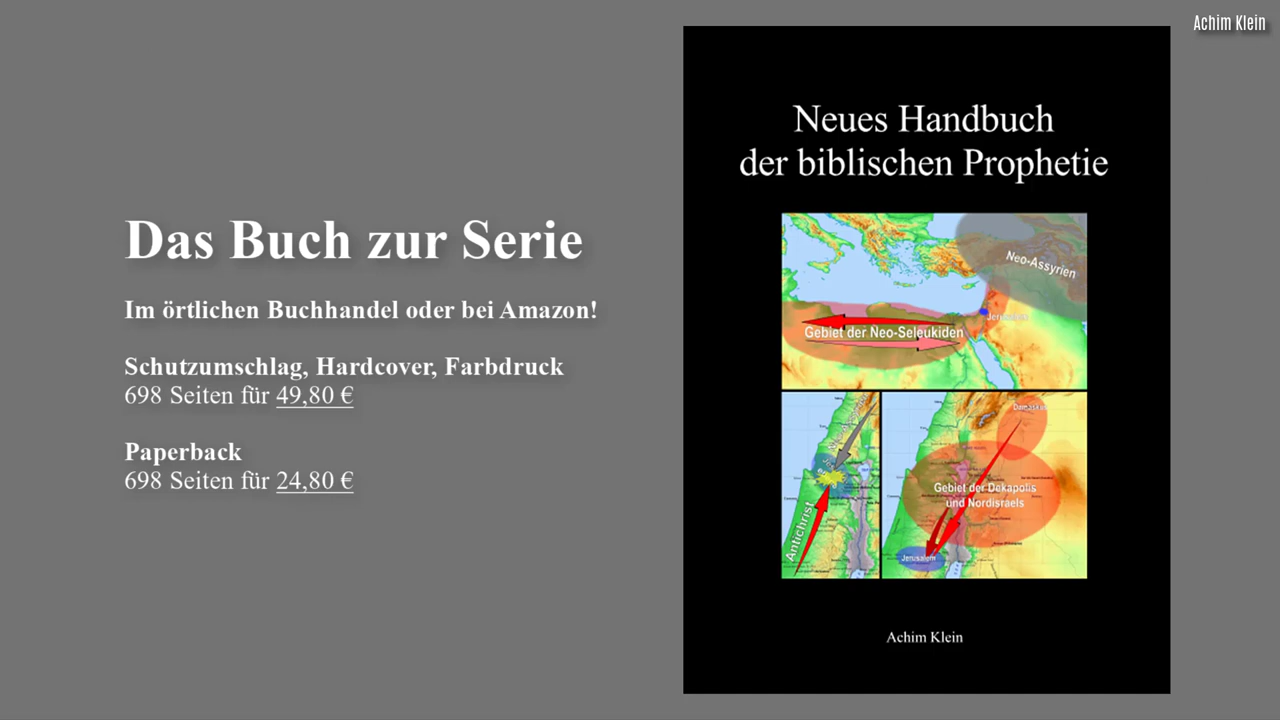 Achim Klein
Das Buch zur Serie
Im örtlichen Buchhandel oder bei Amazon!
Schutzumschlag, Hardcover, Farbdruck
698 Seiten für 49,80 €
Paperback
698 Seiten für 24,80 €
Neues Handbuch
der biblischen Prophetie
Neo-Assyrien
Jerusalem
Gebiet der Neo-Seleukiden
Damaskus
Gebiet der Dekapolis
und Nordisraels
Antichrist
Jerusalem
Achim Klein